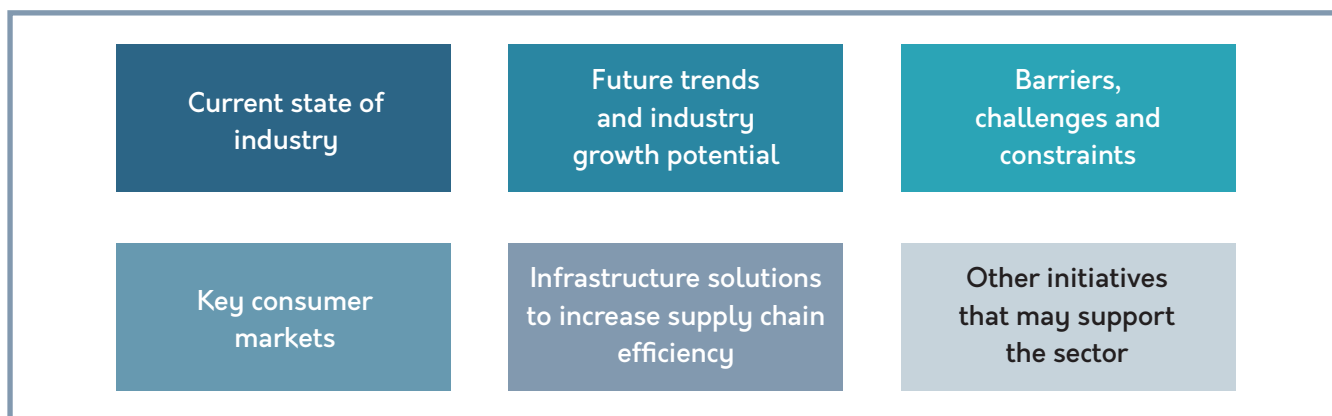 Current state of
industry
Future trends
and industry
growth potential
Barriers,
challenges and
constraints
Key consumer
markets
Infrastructure solutions
to increase supply chain
efficiency
Other initiatives
that may support
the sector